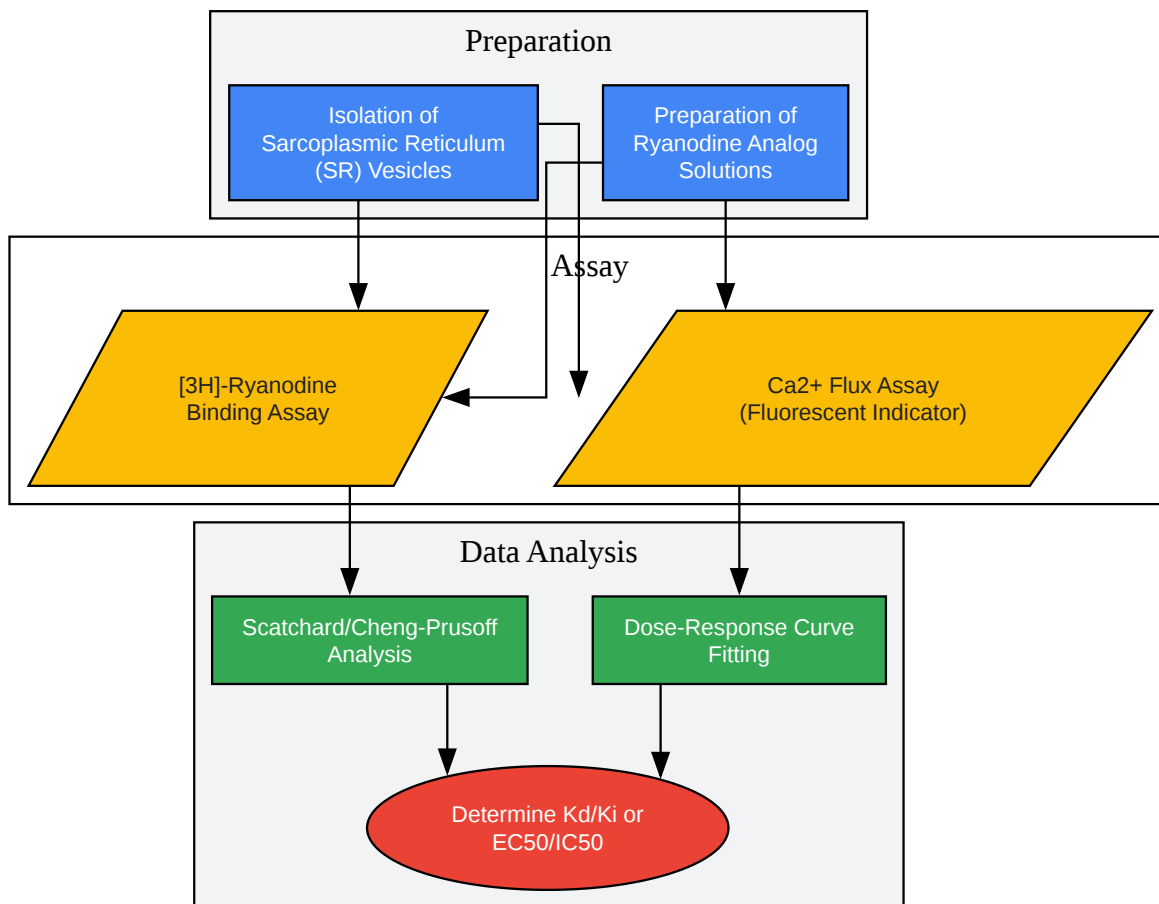 Preparation
Isolation of
Sarcoplasmic Reticulum
(SR) Vesicles
Preparation of
Ryanodine Analog
Solutions
Assay
[3H]-Ryanodine
Binding Assay
Ca2+ Flux Assay
(Fluorescent Indicator)
Data Analysis
Scatchard/Cheng-Prusoff
Analysis
Dose-Response Curve
Fitting
Determine Kd/Ki or
EC50/IC50